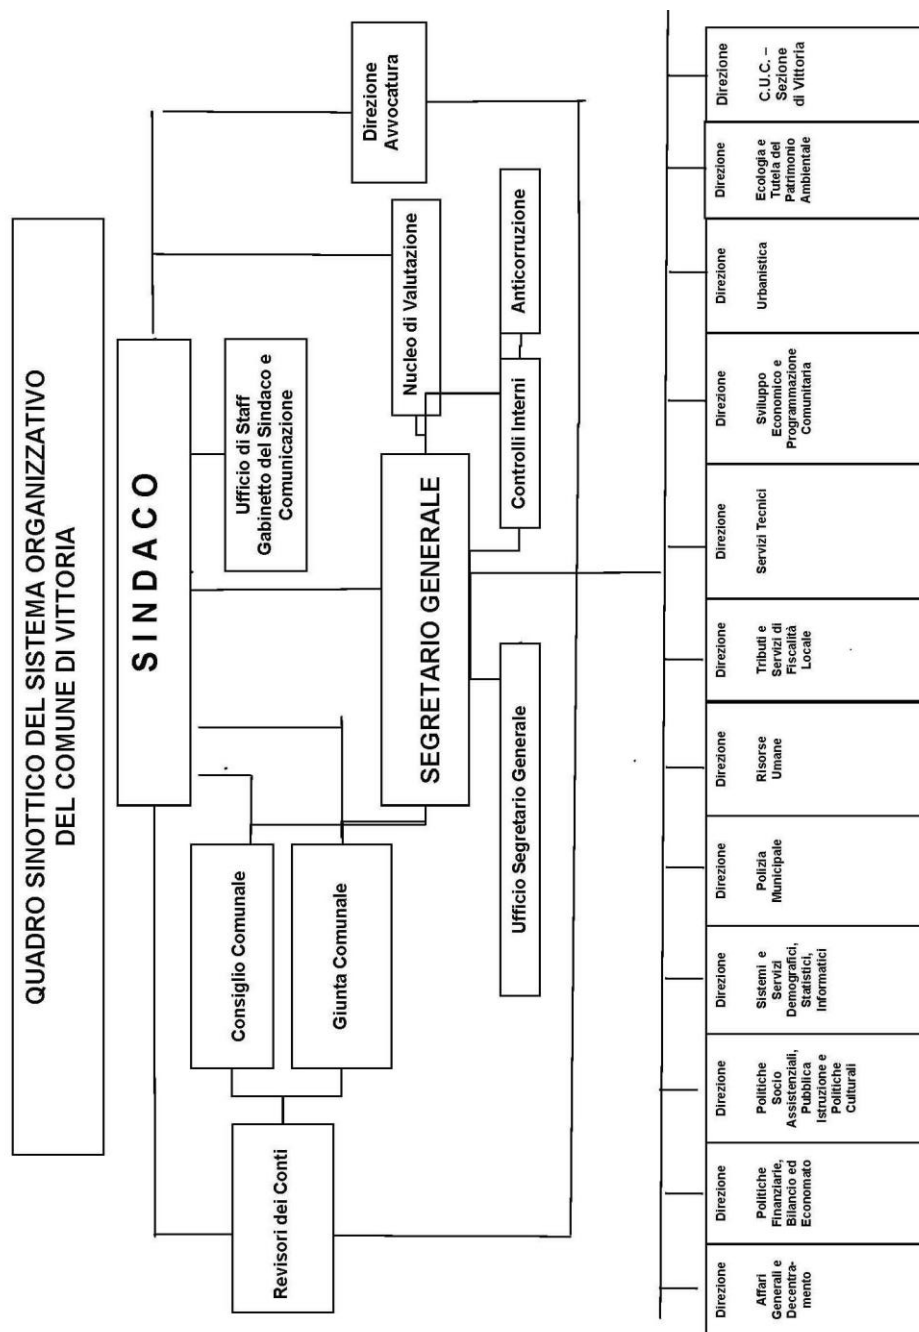 QUADRO SINOTTICO DEL SISTEMA ORGANIZZATIVO
DEL COMUNE DI VITTORIA
SINDACO
Ufficio di Staff
Gabinetto del Sindaco e
Comunicazione
Direzione
Avvocatura
Revisori dei Conti
Consiglio Comunale
Giunta Comunale
SEGRETARIO GENERALE
Nucleo di Valutazione
Ufficio Segretario Generale
Controlli Interni
Anticorruzione
Direzione
Affari
Generali e
Decentra-
mento
Direzione
Politiche
Finanziarie,
Bilancio ed
Economato
Direzione
Politiche
Socio
Assistenziali,
Pubblica
Istruzione e
Politiche
Culturali
Direzione
Sistemi e
Servizi
Demografici,
Statistici,
Informatici
Direzione
Polizia
Municipale
Direzione
Risorse
Umane
Direzione
Tributi e
Servizi di
Fiscalità
Locale
Direzione
Servizi Tecnici
Direzione
Sviluppo
Economico e
Programmazione
Comunitaria
Direzione
Urbanistica
Direzione
Ecologia e
Tutela del
Patrimonio
Ambientale
Direzione
C.U.C. –
Sezione
di Vittoria